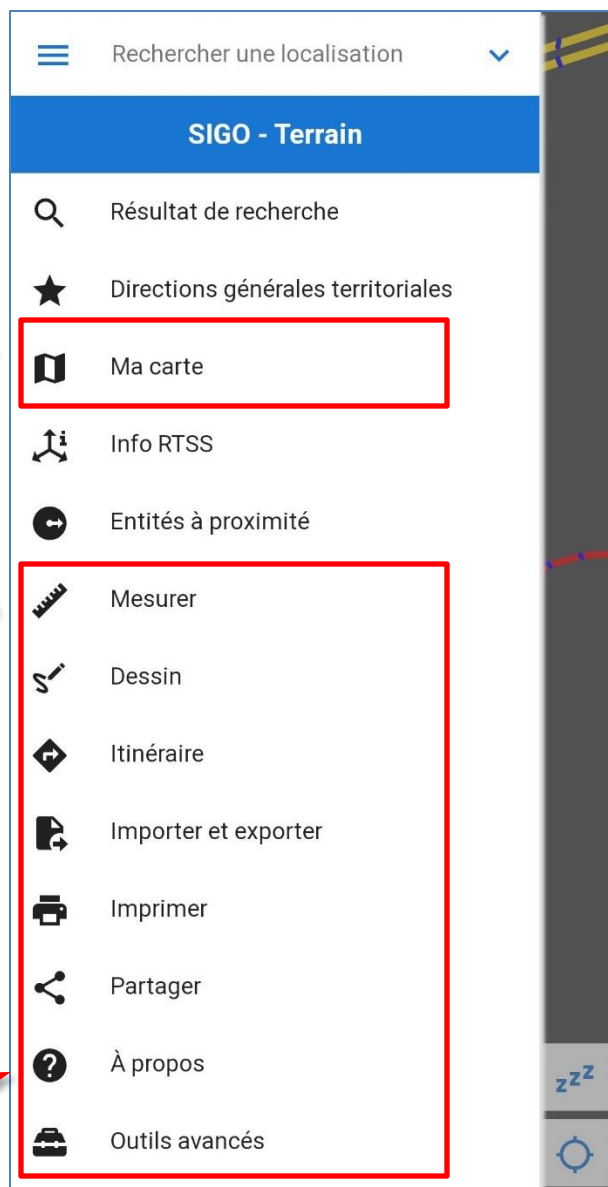 Rechercher une localisation
SIGO - Terrain
Résultat de recherche
Directions générales territoriales
Ma carte
Info RTSS
Entités à proximité
Mesurer
Dessin
Itinéraire
Importer et exporter
Imprimer
Partager
À propos
zzz
Outils avancés